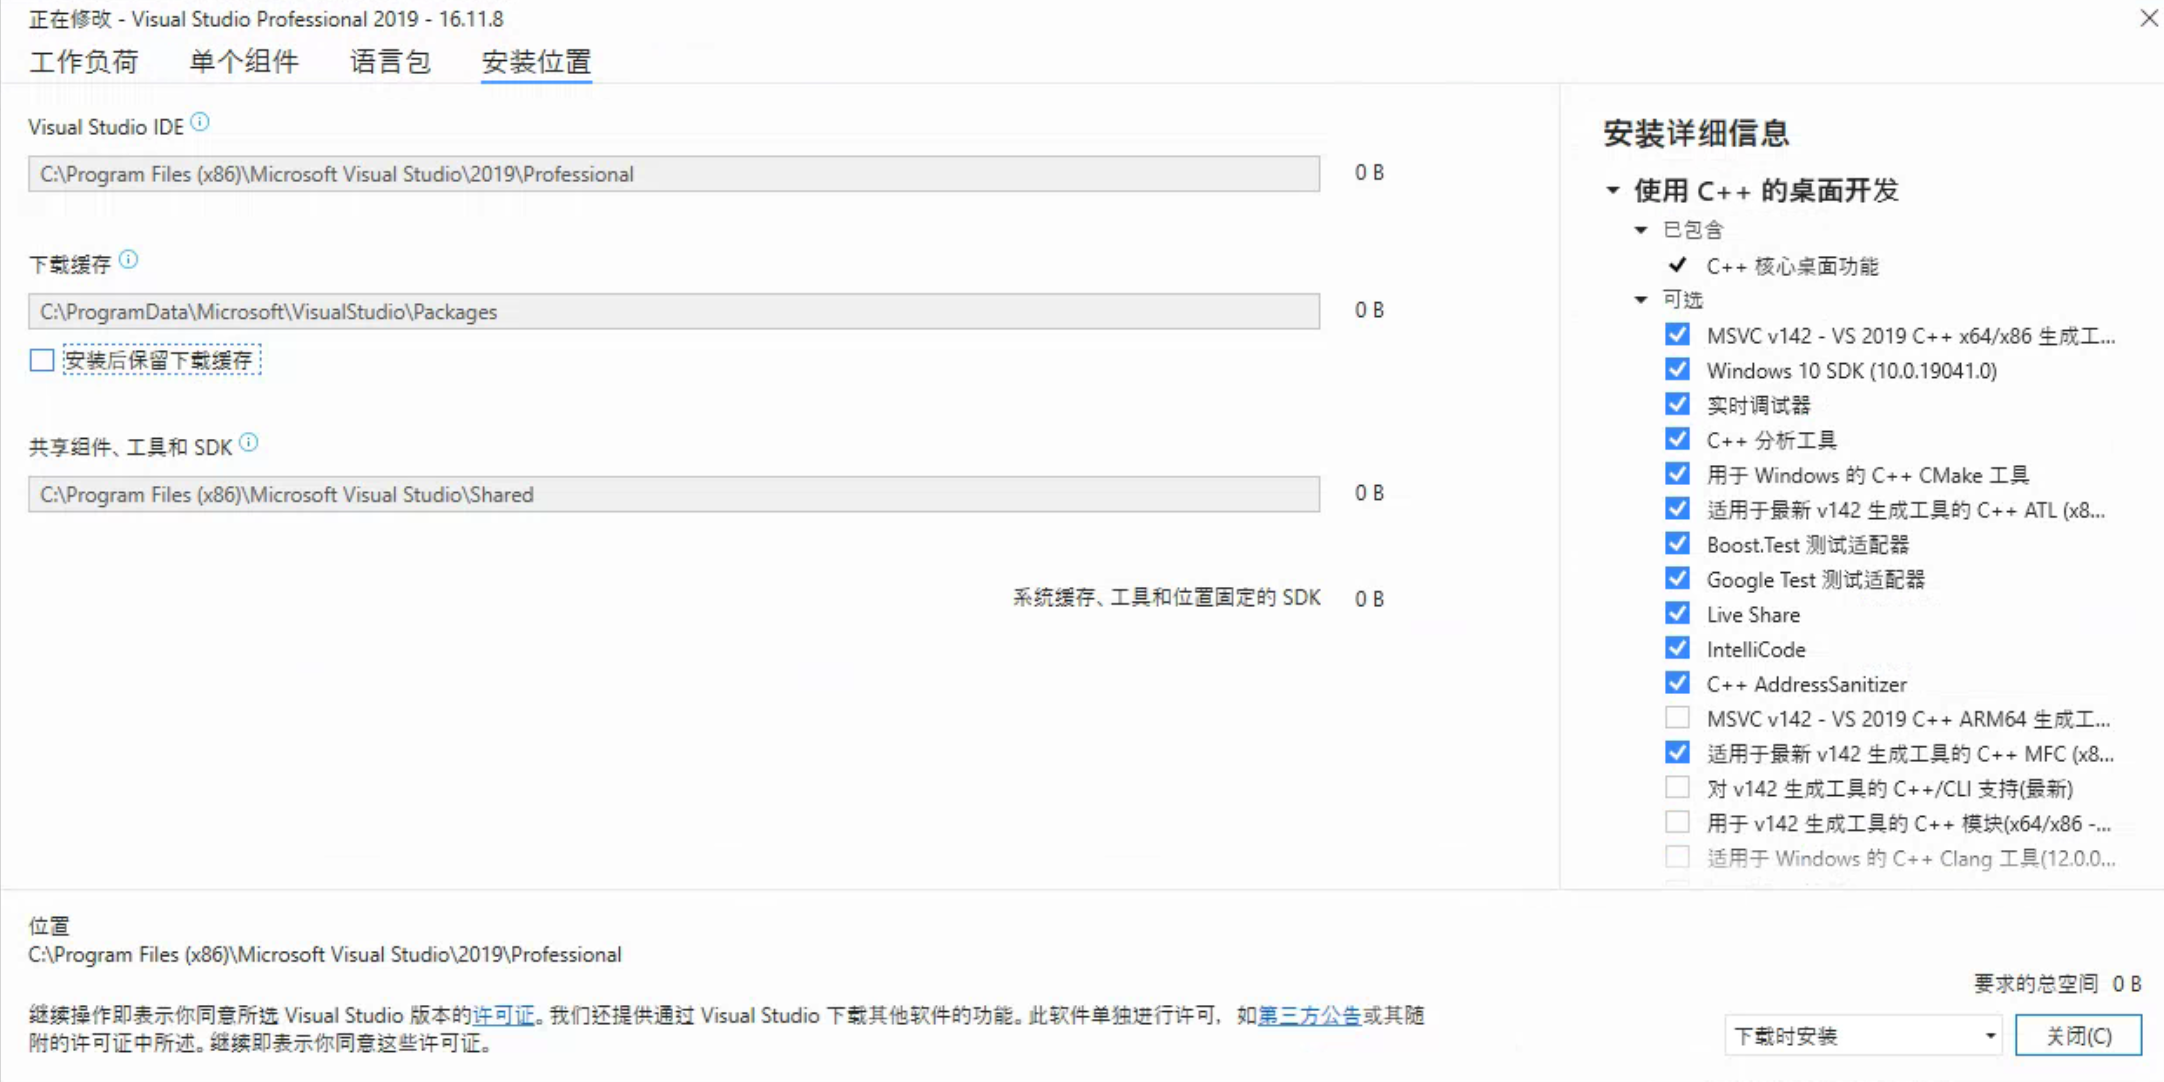 正在修改 - Visual Studio Professional 2019 - 16.11.8
工作负荷 单个组件 语言包 安装位置
Visual Studio IDE
C:\Program Files (x86)\Microsoft Visual Studio\2019\Professional 0 B
下载缓存
C:\ProgramData\Microsoft\VisualStudio\Packages 0 B
安装后保留下载缓存
共享组件、工具和 SDK
C:\Program Files (x86)\Microsoft Visual Studio\Shared 0 B
系统缓存、工具和位置固定的 SDK 0 B
安装详细信息
使用 C++ 的桌面开发
已包含
C++ 核心桌面功能
可选
MSVC v142 - VS 2019 C++ x64/x86 生成工...
Windows 10 SDK (10.0.19041.0)
实时调试器
C++ 分析工具
用于 Windows 的 C++ CMake 工具
适用于最新 v142 生成工具的 C++ ATL (x8...
Boost.Test 测试适配器
Google Test 测试适配器
Live Share
IntelliCode
C++ AddressSanitizer
MSVC v142 - VS 2019 C++ ARM64 生成工...
适用于最新 v142 生成工具的 C++ MFC (x8...
对 v142 生成工具的 C++/CLI 支持(最新)
用于 v142 生成工具的 C++ 模块(x64/x86 -...
适用于 Windows 的 C++ Clang 工具(12.0.0...
位置
C:\Program Files (x86)\Microsoft Visual Studio\2019\Professional
继续操作即表示你同意所选 Visual Studio 版本的许可证。我们还提供通过 Visual Studio 下载其他软件的功能。此软件单独进行许可，如第三方公告或其随
附的许可证中所述。继续即表示你同意这些许可证。
要求的总空间 0 B
下载时安装 关闭(C)